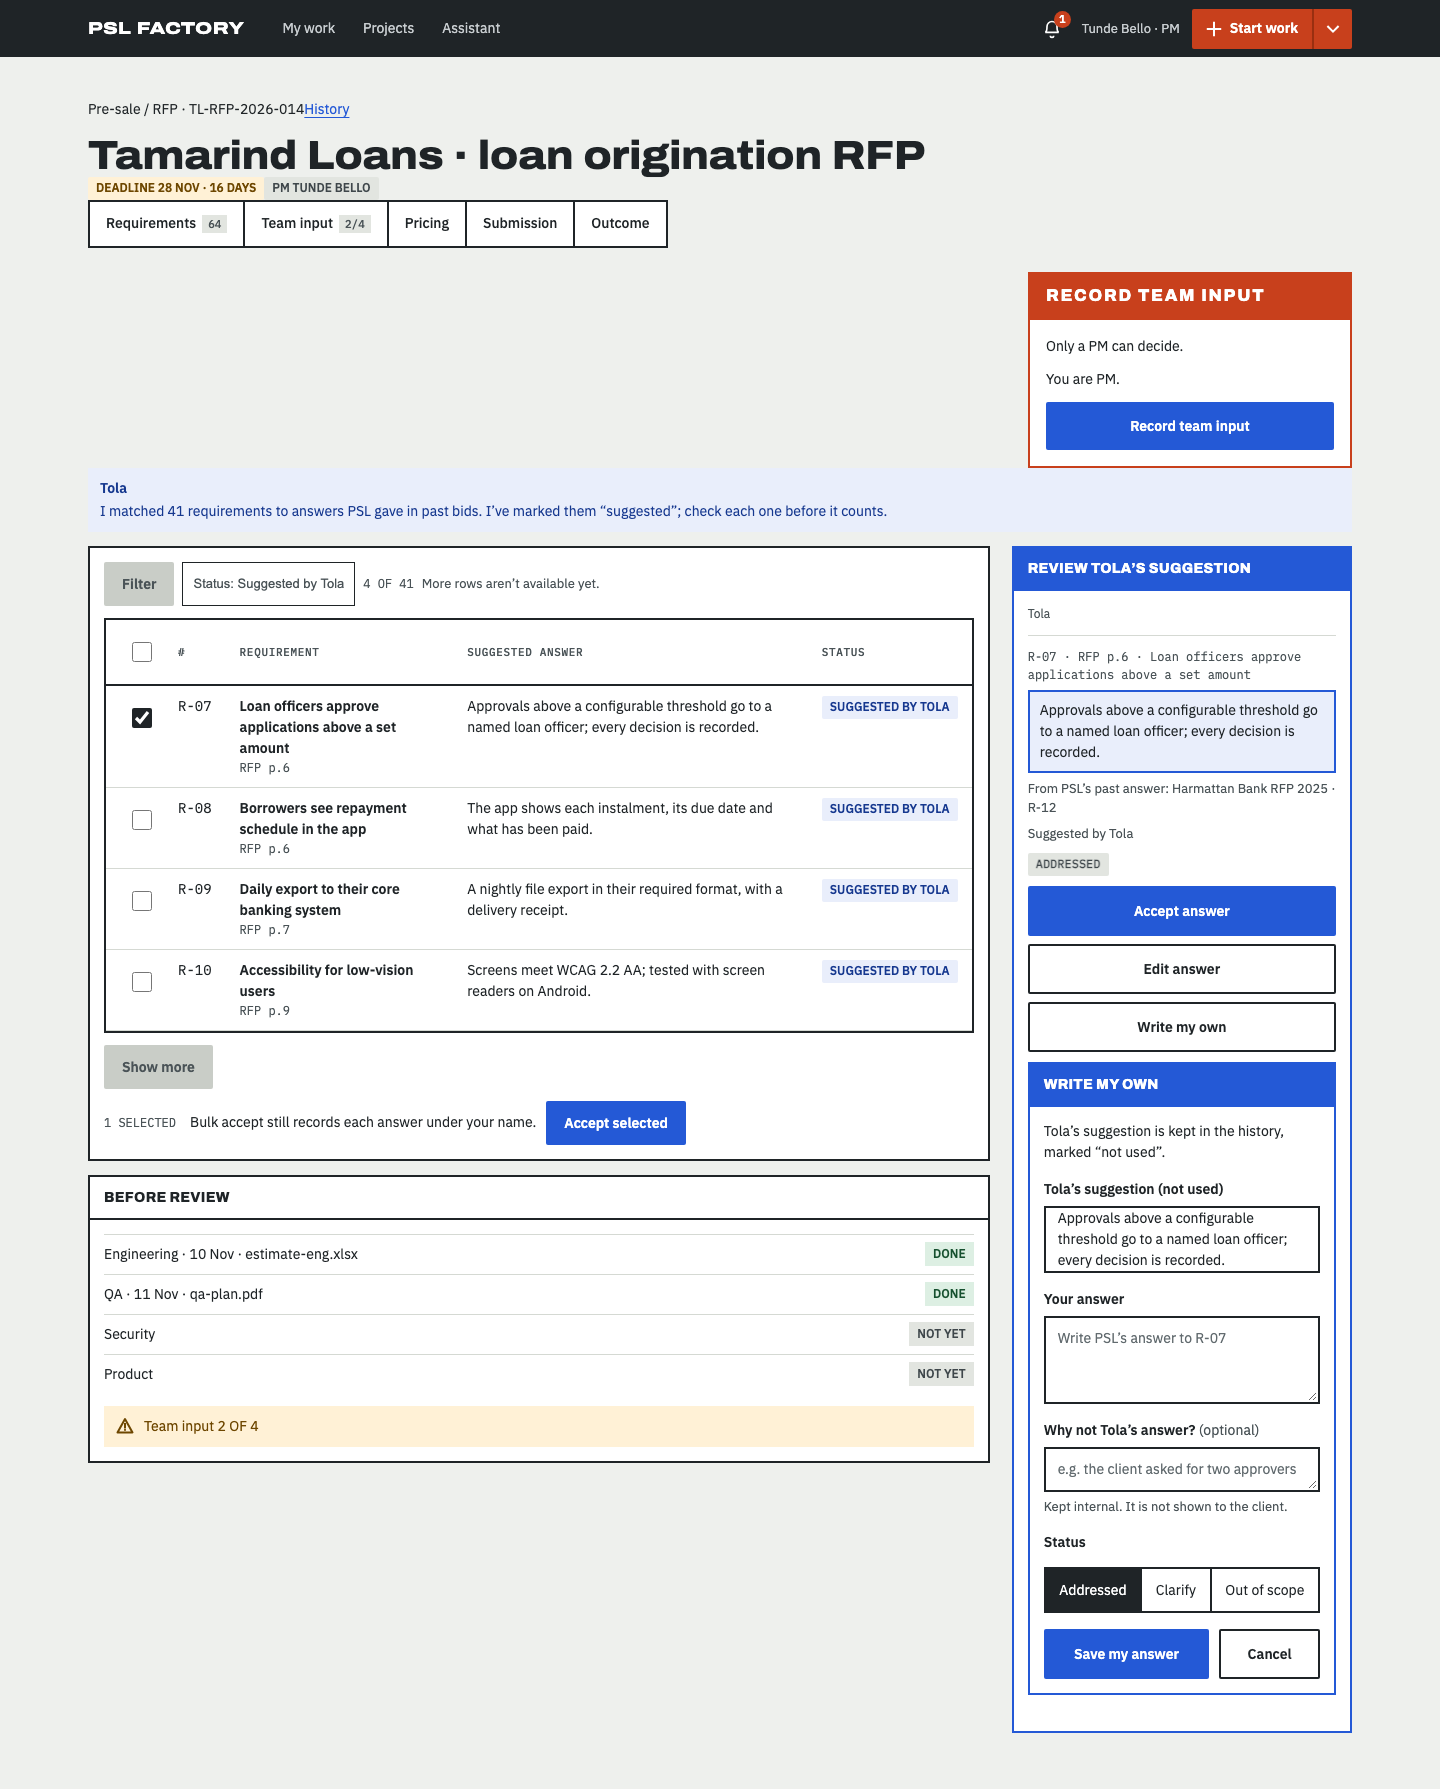 PSL FACTORY
My work
Projects
Assistant
1
Tunde Bello · PM
Start work
Pre-sale / RFP · TL-RFP-2026-014History
Tamarind Loans · loan origination RFP
DEADLINE 28 NOV · 16 DAYS
PM TUNDE BELLO
Requirements 64
Team input 2/4
Pricing
Submission
Outcome
RECORD TEAM INPUT
Only a PM can decide.
You are PM.
Record team input
Tola
I matched 41 requirements to answers PSL gave in past bids. I’ve marked them “suggested”; check each one before it counts.
Filter
Status: Suggested by Tola
4 OF 41 More rows aren’t available yet.
# REQUIREMENT SUGGESTED ANSWER STATUS
R-07
Loan officers approve
applications above a set
amount
RFP p.6
Approvals above a configurable threshold go to a
named loan officer; every decision is recorded.
SUGGESTED BY TOLA
R-08
Borrowers see repayment
schedule in the app
RFP p.6
The app shows each instalment, its due date and
what has been paid.
SUGGESTED BY TOLA
R-09
Daily export to their core
banking system
RFP p.7
A nightly file export in their required format, with a
delivery receipt.
SUGGESTED BY TOLA
R-10
Accessibility for low-vision
users
RFP p.9
Screens meet WCAG 2.2 AA; tested with screen
readers on Android.
SUGGESTED BY TOLA
Show more
1 SELECTED Bulk accept still records each answer under your name.
Accept selected
BEFORE REVIEW
Engineering · 10 Nov · estimate-eng.xlsx
DONE
QA · 11 Nov · qa-plan.pdf
DONE
Security
NOT YET
Product
NOT YET
Team input 2 OF 4
REVIEW TOLA’S SUGGESTION
Tola
R-07 · RFP p.6 · Loan officers approve
applications above a set amount
Approvals above a configurable threshold go
to a named loan officer; every decision is
recorded.
From PSL’s past answer: Harmattan Bank RFP 2025 ·
R-12
Suggested by Tola
ADDRESSED
Accept answer
Edit answer
Write my own
WRITE MY OWN
Tola’s suggestion is kept in the history,
marked “not used”.
Tola’s suggestion (not used)
Approvals above a configurable
threshold go to a named loan officer;
every decision is recorded.
Your answer
Write PSL’s answer to R-07
Why not Tola’s answer? (optional)
e.g. the client asked for two approvers
Kept internal. It is not shown to the client.
Status
Addressed
Clarify
Out of scope
Save my answer
Cancel